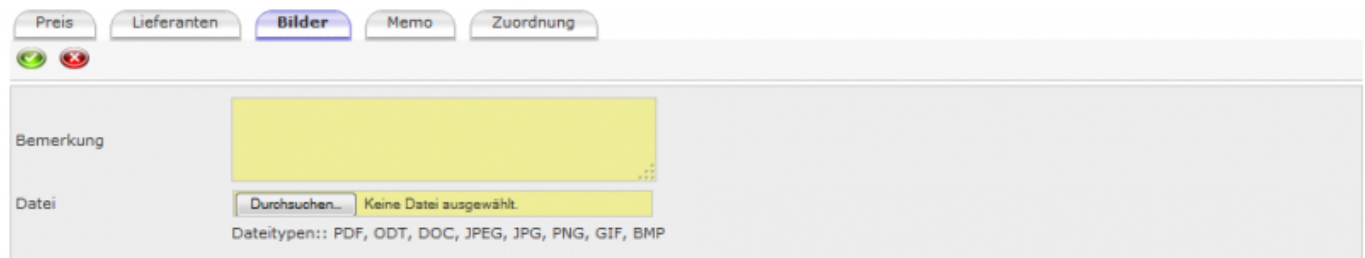 Preis Lieferanten Bilder Memo Zuordnung
Bemerkung
Datei Durchsuchen... Keine Datei ausgewählt.
Dateitypen:: PDF, ODT, DOC, JPEG, JPG, PNG, GIF, BMP